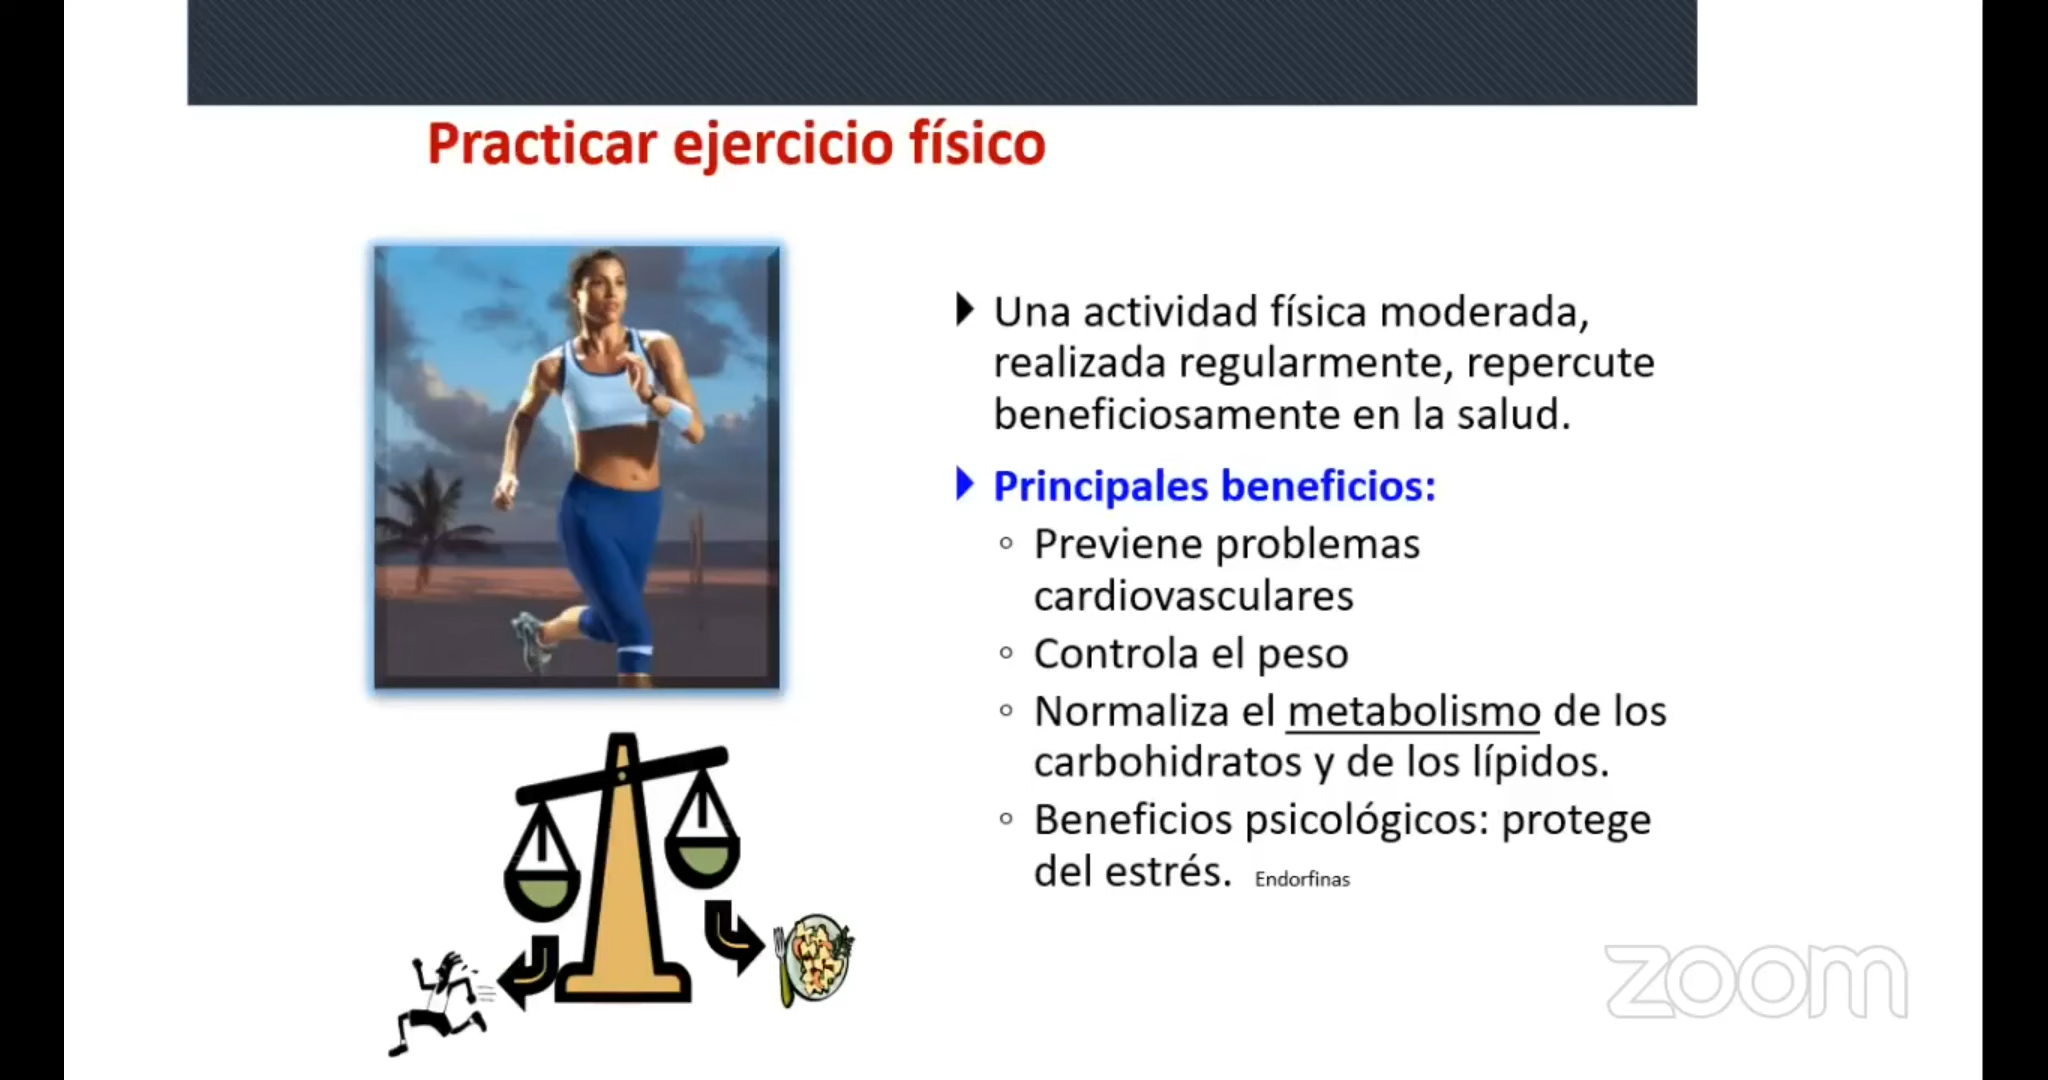 Practicar ejercicio físico
Una actividad física moderada,
realizada regularmente, repercute
beneficiosamente en la salud.
Principales beneficios:
Previene problemas
cardiovasculares
Controla el peso
Normaliza el metabolismo de los
carbohidratos y de los lípidos.
Beneficios psicológicos: protege
del estrés. Endorfinas
zoom